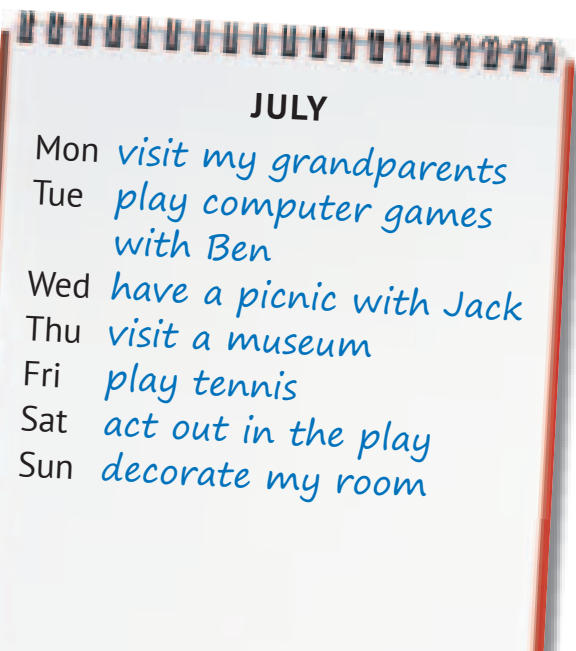 JULY
Mon visit my grandparents
Tue play computer games
with Ben
Wed have a picnic with Jack
Thu visit a museum
Fri play tennis
Sat act out in the play
Sun decorate my room